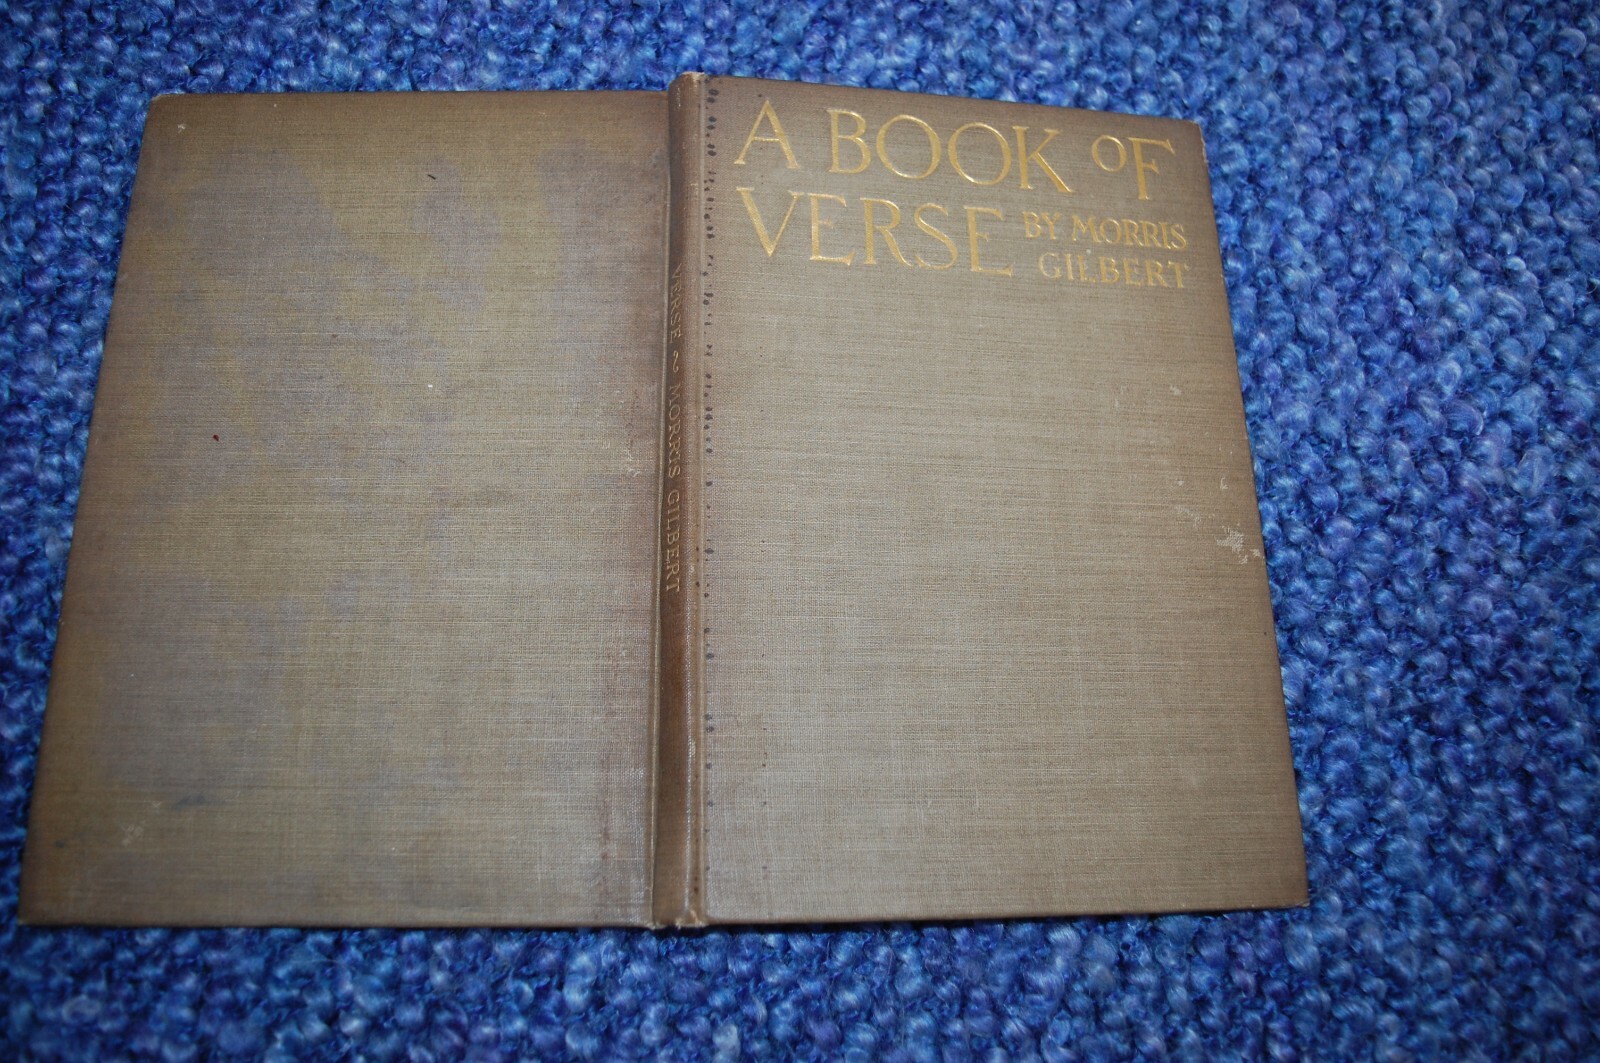 A BOOK OF
VERSE BY MORRIS
GILBERT
VERSE ~ MORRIS GILBERT